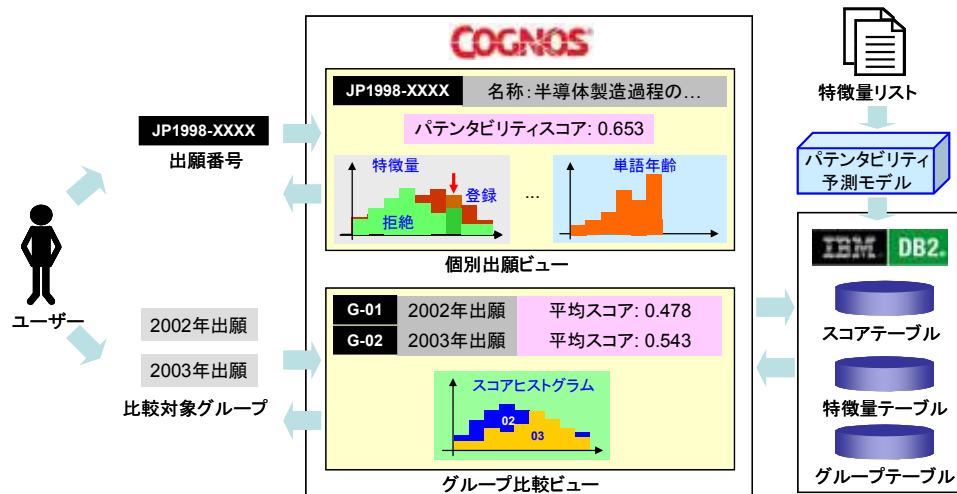 COGNOS
JP1998-XXXX 名称：半導体製造過程の…
パテンタビリティスコア: 0.653
特徴量
登録
拒絶
…
単語年齢
個別出願ビュー
JP1998-XXXX
出願番号
ユーザー
2002年出願
2003年出願
比較対象グループ
G-01 2002年出願 平均スコア: 0.478
G-02 2003年出願 平均スコア: 0.543
スコアヒストグラム
02
03
グループ比較ビュー
特徴量リスト
パテンタビリティ
予測モデル
IBM DB2.
スコアテーブル
特徴量テーブル
グループテーブル